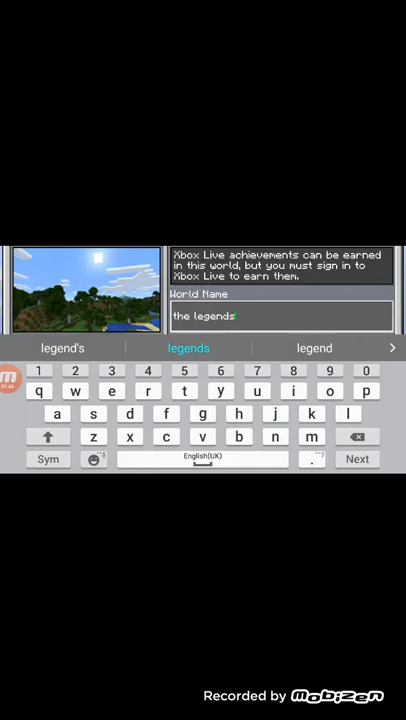 Xbox Live achievements can be earned
in this world, but you must sign in to
Xbox Live to earn them.
World Name
the legends
legend's legends legend
01:44
1 2 3 4 5 6 7 8 9 0
q w e r t y u i o p
a s d f g h j k l
z x c v b n m
Sym English(UK) . Next
Recorded by mobizen